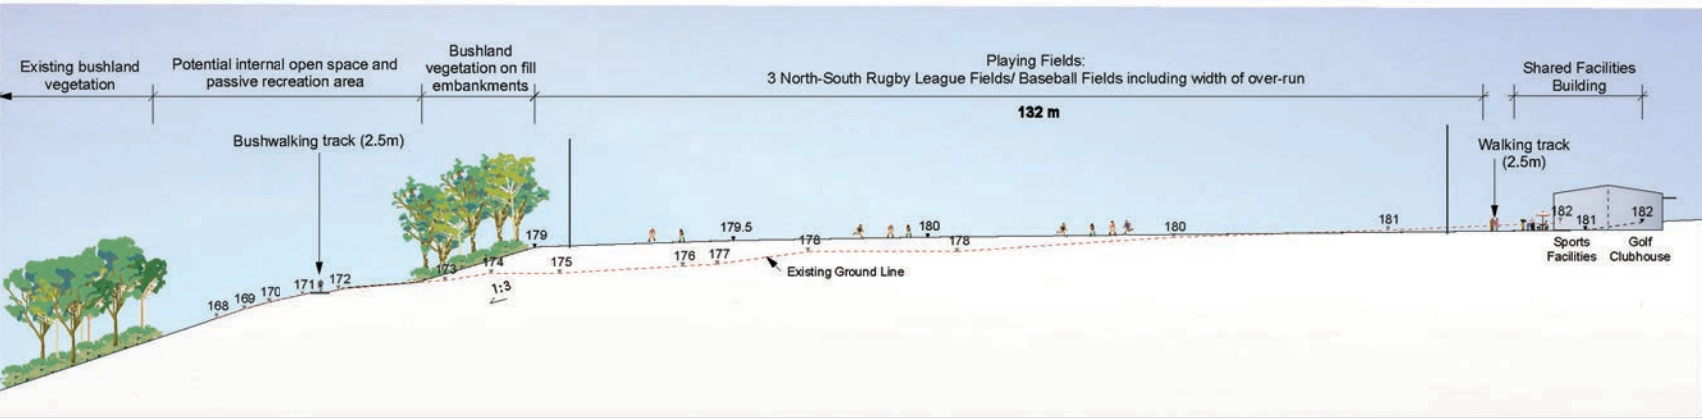 Existing bushland
vegetation
Potential internal open space and
passive recreation area
Bushland
vegetation on fill
embankments
Playing Fields:
3 North-South Rugby League Fields/ Baseball Fields including width of over-run
132 m
Shared Facilities
Building
Bushwalking track (2.5m)
Walking track
(2.5m)
168
169
170
171
172
173
174
179
175
176
177
179.5
178
180
178
180
181
182
181
182
1:3
Existing Ground Line
Sports
Facilities
Golf
Clubhouse